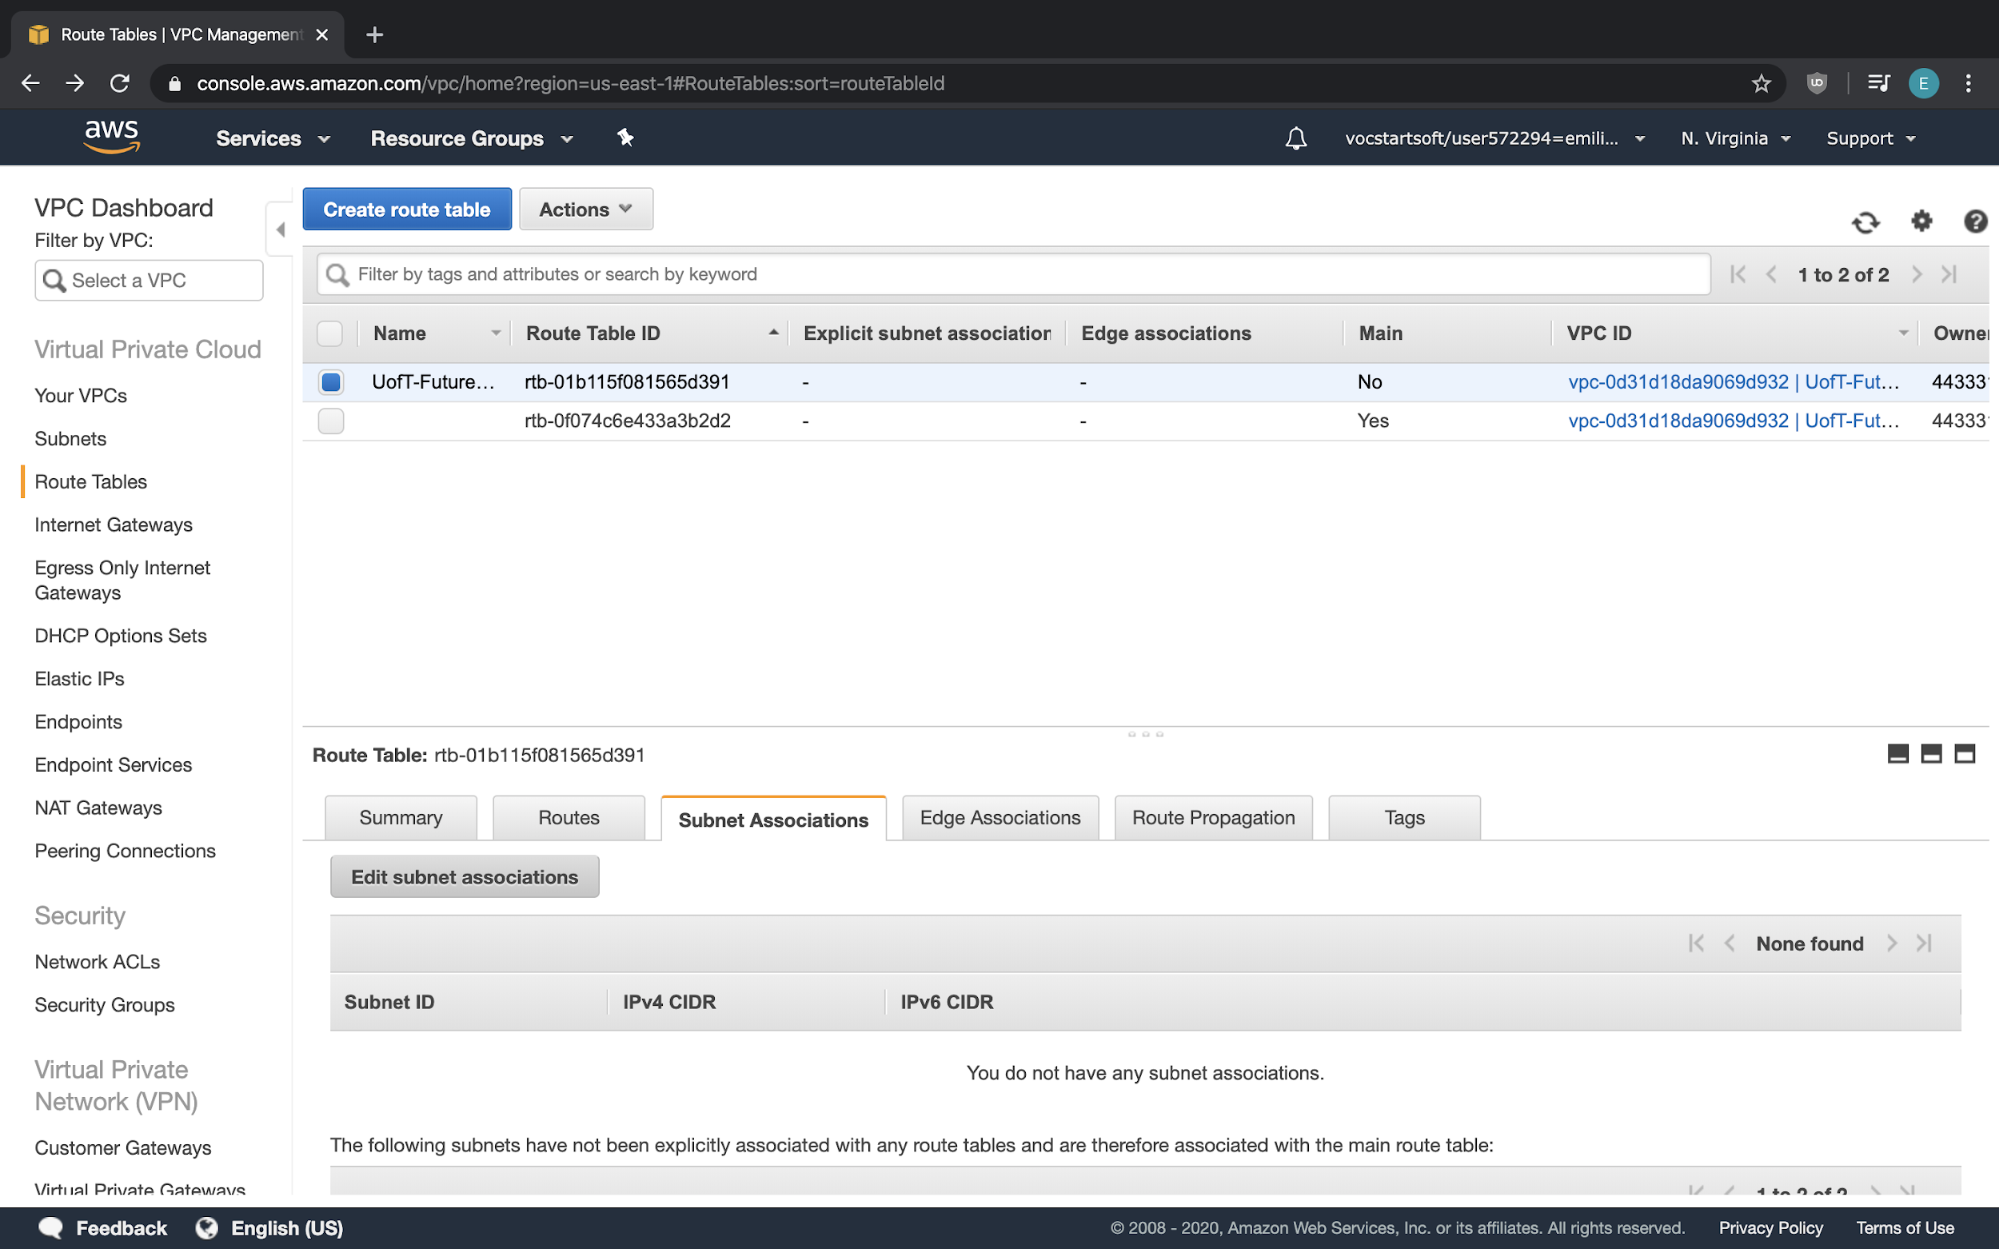 Route Tables | VPC Management
console.aws.amazon.com/vpc/home?region=us-east-1#RouteTables:sort=routeTableId
E
aws
Services
Resource Groups
vocstartsoft/user572294=emili...
N. Virginia
Support
VPC Dashboard
Filter by VPC:
Select a VPC
Virtual Private Cloud
Your VPCs
Subnets
Route Tables
Internet Gateways
Egress Only Internet
Gateways
DHCP Options Sets
Elastic IPs
Endpoints
Endpoint Services
NAT Gateways
Peering Connections
Security
Network ACLs
Security Groups
Virtual Private
Network (VPN)
Customer Gateways
Virtual Private Gateways
Create route table
Actions
Filter by tags and attributes or search by keyword
1 to 2 of 2
Name Route Table ID Explicit subnet association Edge associations Main VPC ID Owner
UofT-Future... rtb-01b115f081565d391 - - No vpc-0d31d18da9069d932 | UofT-Fut...44333
rtb-0f074c6e433a3b2d2 - - Yes vpc-0d31d18da9069d932 | UofT-Fut... 44333
Route Table: rtb-01b115f081565d391
Summary
Routes
Subnet Associations
Edge Associations
Route Propagation
Tags
Edit subnet associations
None found
Subnet ID IPv4 CIDR IPv6 CIDR
You do not have any subnet associations.
The following subnets have not been explicitly associated with any route tables and are therefore associated with the main route table:
1 to 2 of 2
Feedback
English (US)
© 2008 - 2020, Amazon Web Services, Inc. or its affiliates. All rights reserved.
Privacy Policy
Terms of Use